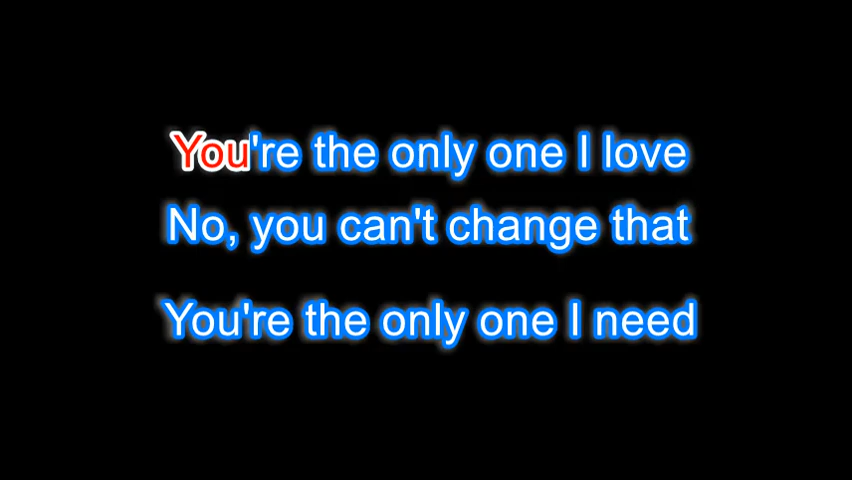 You're the only one I love
No, you can't change that
You're the only one I need